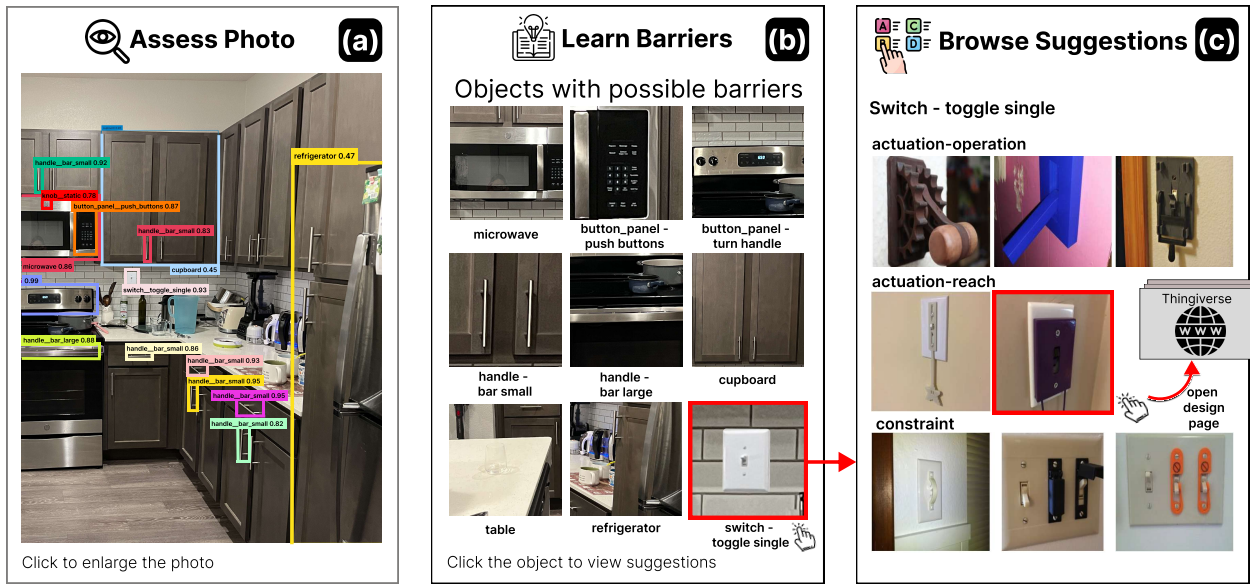 Assess Photo
(a)
handle__bar_small 0.92
knob__static 0.78
button_panel__push_buttons 0.87
handle__bar_small 0.83
microwave 0.86
cupboard 0.45
0.99
switch__toggle_single 0.93
refrigerator 0.47
handle__bar_large 0.88
handle__bar_small 0.86
handle__bar_small 0.93
handle__bar_small 0.95
handle__bar_small 0.95
handle__bar_small 0.82
Click to enlarge the photo
Learn Barriers
(b)
Objects with possible barriers
microwave
button_panel -
push buttons
button_panel -
turn handle
handle -
bar small
handle -
bar large
cupboard
table
refrigerator
switch -
toggle single
Click the object to view suggestions
A
C
D
Browse Suggestions
(c)
Switch - toggle single
actuation-operation
actuation-reach
Thingiverse
WWW
open
design
page
constraint